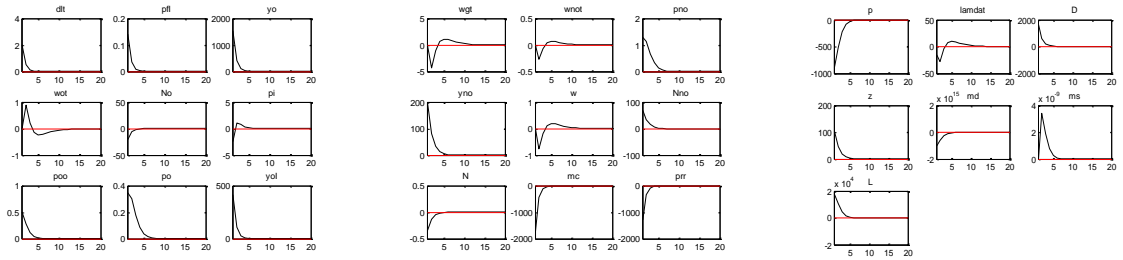 dlt pfl yo
4 0.2 2000
2 0.1 1000
0 0 0
5 10 15 20 5 10 15 20 5 10 15 20
wot No pi
1 50 5
0 0 0
-1 -50 -5
5 10 15 20 5 10 15 20 5 10 15 20
poo po yol
1 0.4 500
0.5 0.2
0 0 0
5 10 15 20 5 10 15 20 5 10 15 20
wgt wnot pno
5 1 2
0 0 1
-5 -1 0
5 10 15 20 5 10 15 20 5 10 15 20
yno w Nno
200 1 100
100 0 0
0 -1 -100
5 10 15 20 5 10 15 20 5 10 15 20
N mc prr
0.5 0 0
0 -1000 -1000
-0.5 -2000 -2000
5 10 15 20 5 10 15 20 5 10 15 20
p lamdat D
0 50 2000
-500 0 0
-1000 -50 -2000
5 10 15 20 5 10 15 20 5 10 15 20
z x 10^15 md x 10^-9 ms
200 2 4
100 0 2
0 -2 0
5 10 15 20 5 10 15 20 5 10 15 20
x 10^4 L
2
0
-2
5 10 15 20